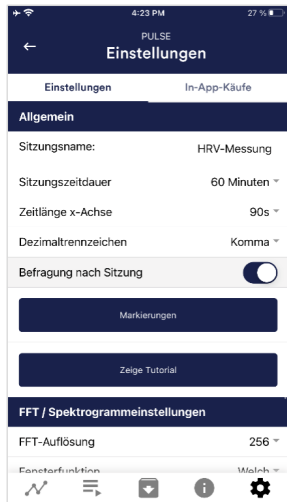 4:23 PM
27 %
PULSE
Einstellungen
Einstellungen
In-App-Käufe
Allgemein
Sitzungsname:
HRV-Messung
Sitzungszeitdauer
60 Minuten
Zeitlänge x-Achse
90s
Dezimaltrennzeichen
Komma
Befragung nach Sitzung
Markierungen
Zeige Tutorial
FFT / Spektrogrammeinstellungen
FFT-Auflösung
256
Fensterfunktion
Welch